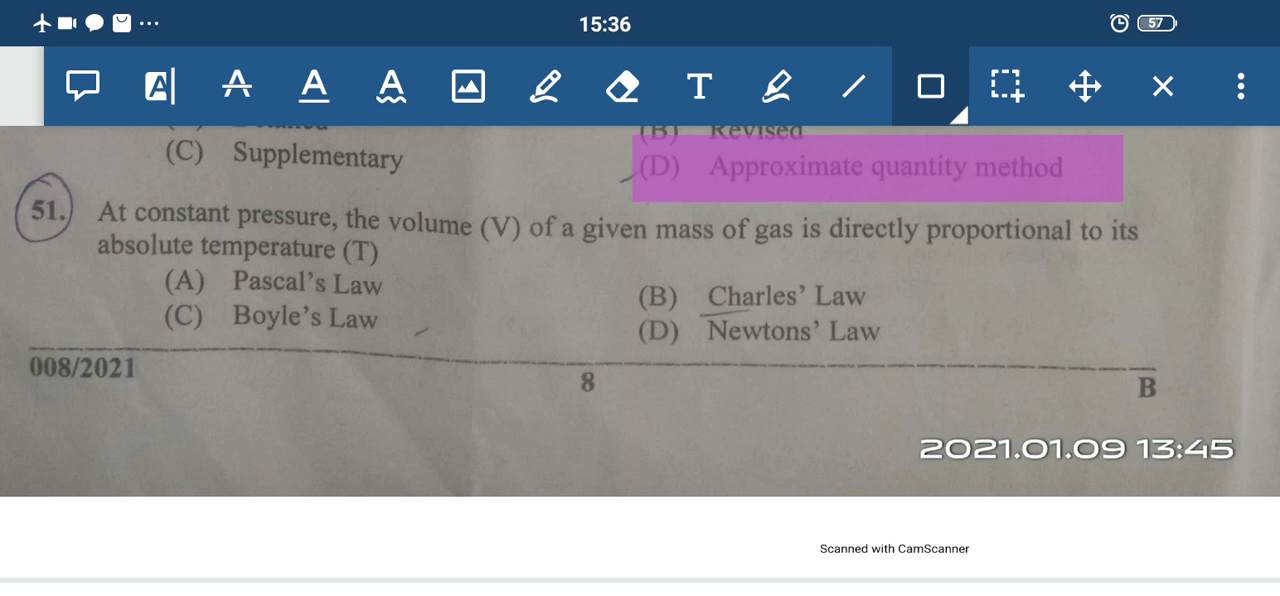 15:36
57
(B) Revised
(C) Supplementary
(D) Approximate quantity method
51. At constant pressure, the volume (V) of a given mass of gas is directly proportional to its
absolute temperature (T)
(A) Pascal's Law
(B) Charles' Law
(C) Boyle's Law
(D) Newtons' Law
008/2021
8
B
2021.01.09 13:45
Scanned with CamScanner